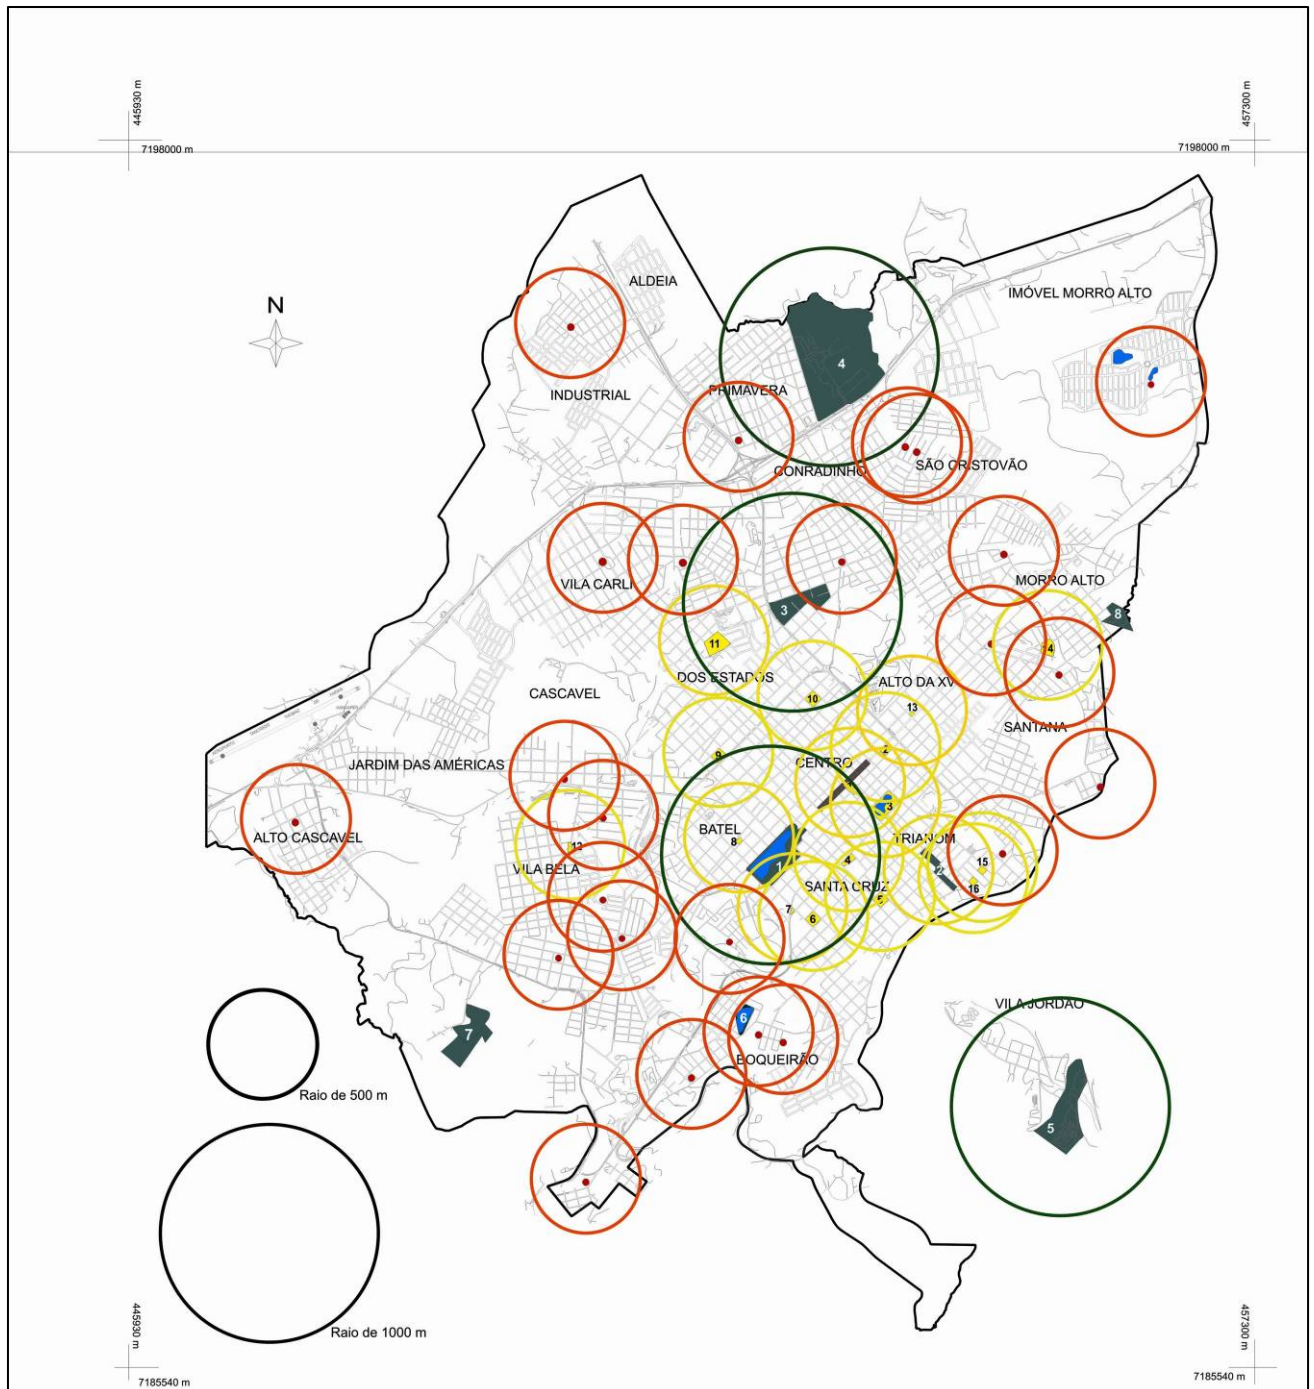 445930 m
457300 m
7198000 m
7198000 m
N
ALDEIA
IMÓVEL MORRO ALTO
4
INDUSTRIAL
PRIMAVERA
CONRADINHO
SÃO CRISTOVÃO
VILA CARLI
MORRO ALTO
3
8
11
14
DOS ESTADOS
ALTO DA XV
CASCAVEL
10
13
SANTANA
9
2
CENTRO
JARDIM DAS AMÉRICAS
3
ALTO CASCAVEL
BATEL
TRIANOM
8
12
1
4
15
VILA BELA
2
SANTA CRUZ
16
5
7
6
VILA JORDÃO
6
7
BOQUEIRÃO
Raio de 500 m
5
Raio de 1000 m
445930 m
457300 m
7185540 m
7185540 m